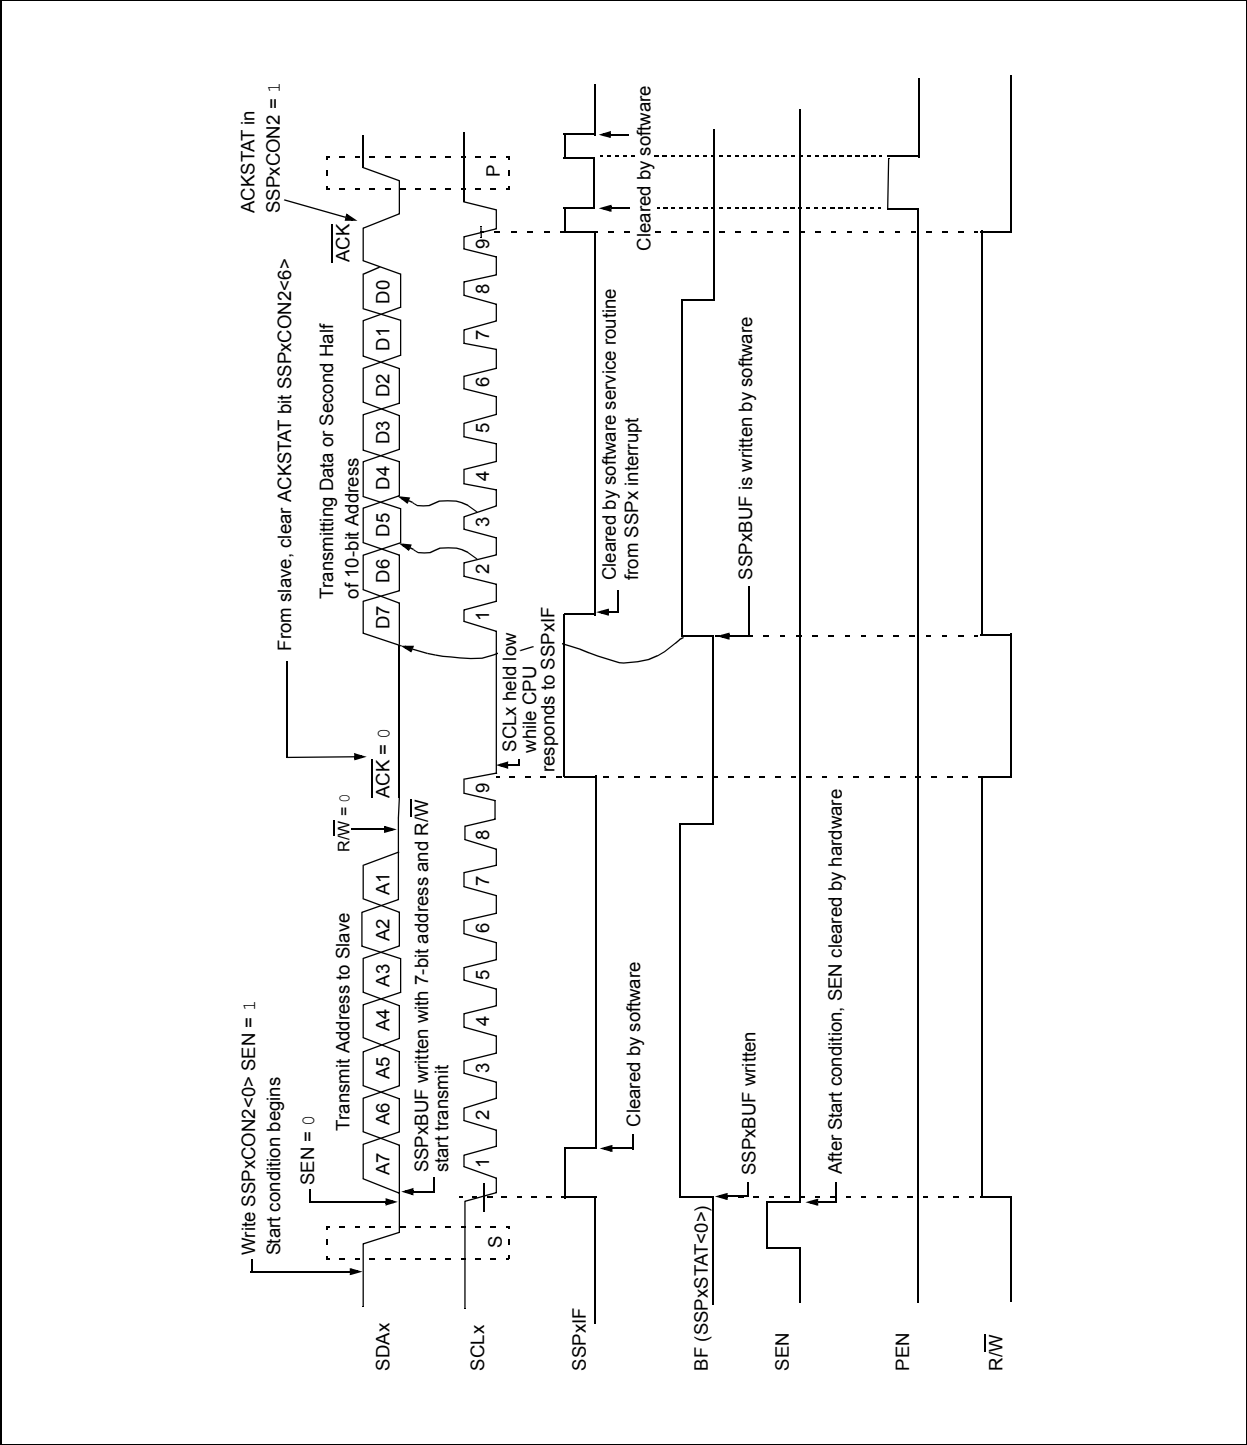 Write SSPxCON2<0> SEN = 1
Start condition begins
SEN = 0
From slave, clear ACKSTAT bit SSPxCON2<6>
ACKSTAT in
SSPxCON2 = 1
Transmit Address to Slave
R/W = 0
ACK = 0
Transmitting Data or Second Half
of 10-bit Address
ACK
SDAx
A7 A6 A5 A4 A3 A2 A1
D7 D6 D5 D4 D3 D2 D1 D0
SSPxBUF written with 7-bit address and R/W
start transmit
SCLx
S
1 2 3 4 5 6 7 8 9
1 2 3 4 5 6 7 8 9
P
SCLx held low
while CPU
responds to SSPxIF
SSPxIF
Cleared by software
Cleared by software service routine
from SSPx interrupt
Cleared by software
Cleared by software
BF (SSPxSTAT<0>)
SSPxBUF written
SSPxBUF is written by software
SEN
After Start condition, SEN cleared by hardware
PEN
R/W